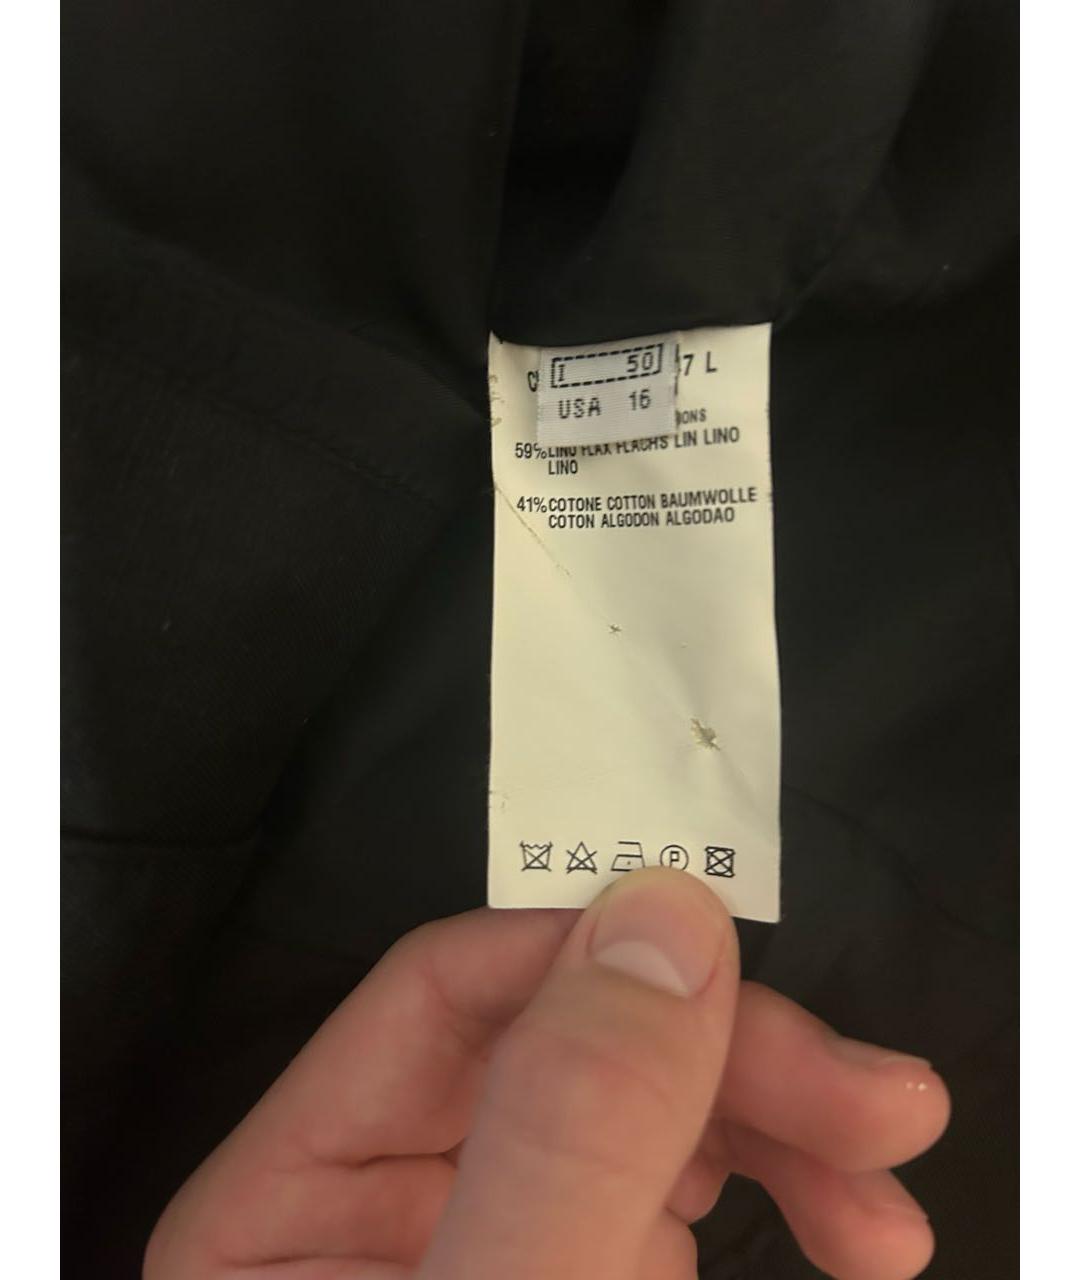 I 50
7 L
USA 16
59% LINO FLAX FLACHS LIN LINO
LINO
41% COTONE COTTON BAUMWOLLE
COTON ALGODON ALGODAO
P